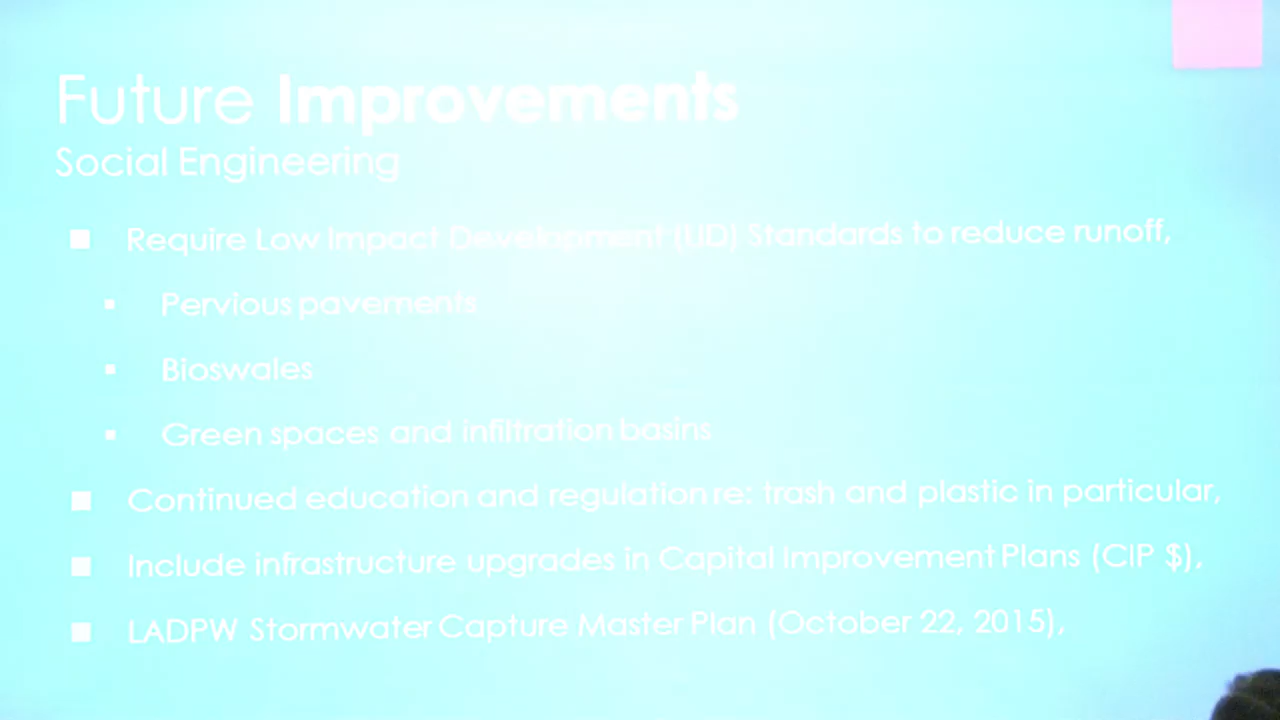 Future Improvements
Social Engineering
Require Low Impact Development (LID) Standards to reduce runoff,
Pervious pavements
Bioswales
Green spaces and infiltration basins
Continued education and regulation re: trash and plastic in particular,
Include infrastructure upgrades in Capital Improvement Plans (CIP $),
LADPW Stormwater Capture Master Plan (October 22, 2015),